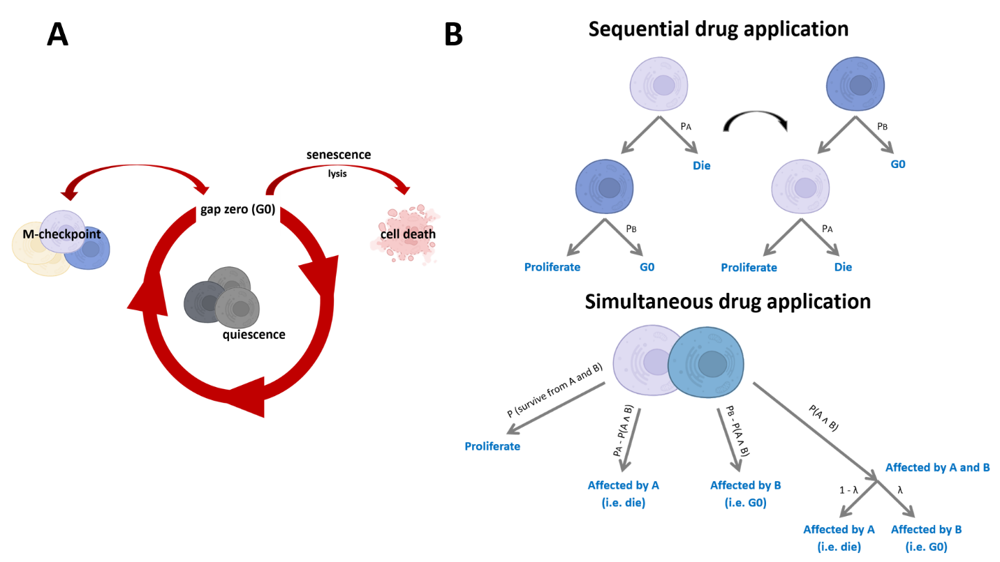 A
senescence
lysis
gap zero (G0)
M-checkpoint
cell death
quiescence
B
Sequential drug application
PA
Die
PB
G0
PB
Proliferate
G0
PA
Proliferate
Die
Simultaneous drug application
P (survive from A and B)
Proliferate
PA - P(A ∧ B)
Affected by A
(i.e. die)
PB - P(A ∧ B)
Affected by B
(i.e. G0)
P(A ∧ B)
Affected by A and B
1 - λ
λ
Affected by A
(i.e. die)
Affected by B
(i.e. G0)